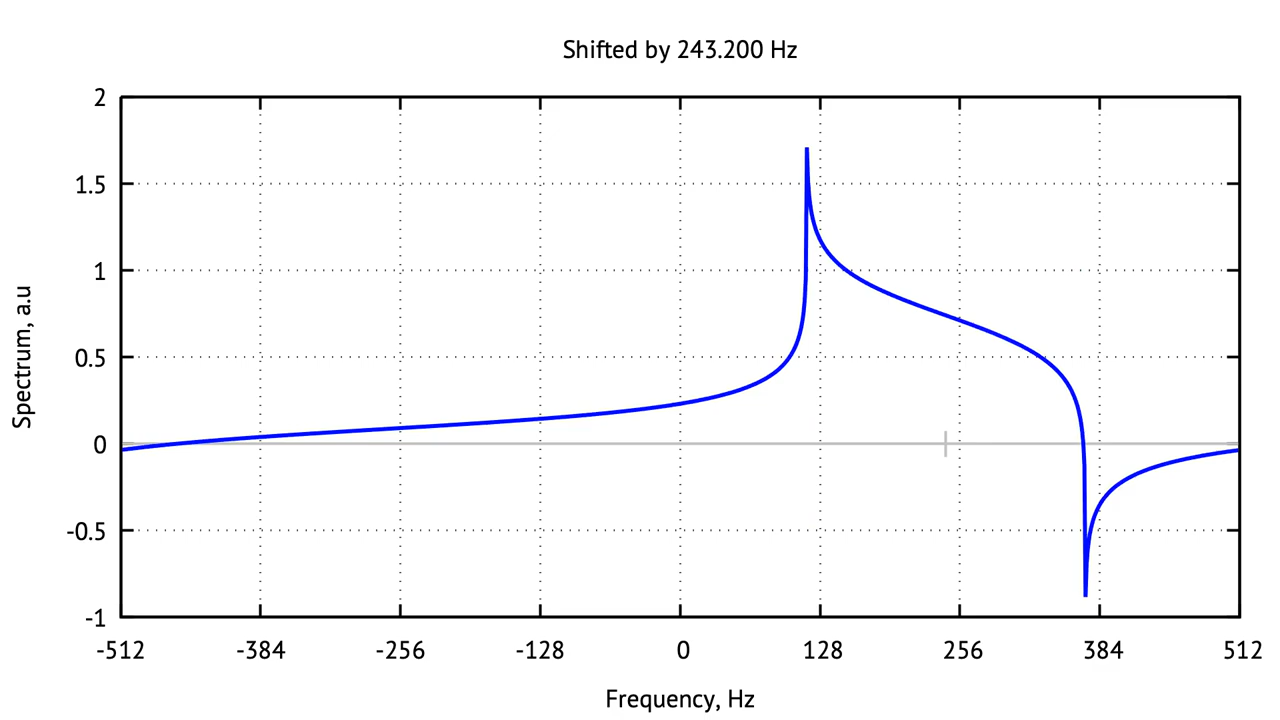 Shifted by 243.200 Hz
2
1.5
1
0.5
0
-0.5
-1
-512 -384 -256 -128 0 128 256 384 512
Spectrum, a.u
Frequency, Hz